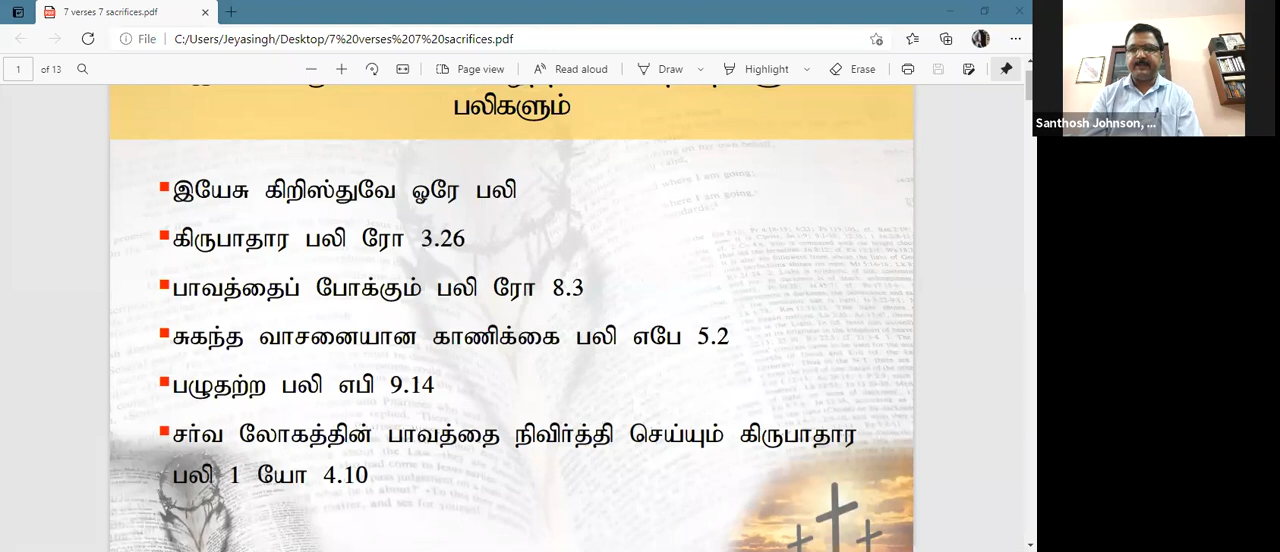 7 verses 7 sacrifices.pdf
File C:/Users/Jeyasingh/Desktop/7%20verses%207%20sacrifices.pdf
1 of 13 Page view Read aloud Draw Highlight Erase
பலிகளும்
இயேசு கிறிஸ்துவே ஓரே பலி
கிருபாதார பலி ரோ 3.26
பாவத்தைப் போக்கும் பலி ரோ 8.3
சுகந்த வாசனையான காணிக்கை பலி எபே 5.2
பழுதற்ற பலி எபி 9.14
சர்வ லோகத்தின் பாவத்தை நிவிர்த்தி செய்யும் கிருபாதார
பலி 1 யோ 4.10
Santhosh Johnson, ...